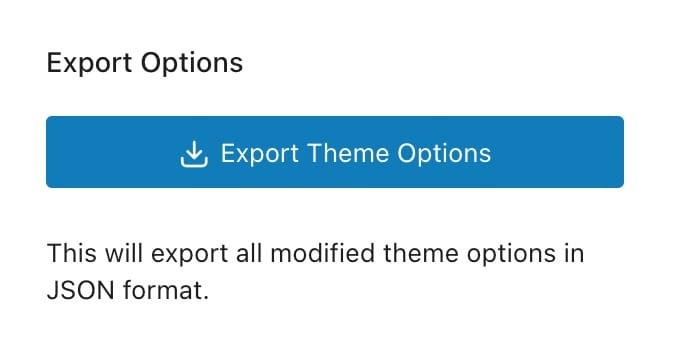 Export Options
Export Theme Options
This will export all modified theme options in
JSON format.